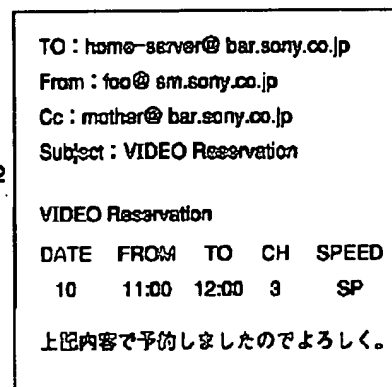 TO : home-server@ bar.sony.co.jp
From : foo@ sm.sony.co.jp
Cc : mother@ bar.sony.co.jp
Subject : VIDEO Reservation
2
VIDEO Reservation
DATE FROM TO CH SPEED
10 11:00 12:00 3 SP
上記内容で予約しましたのでよろしく。